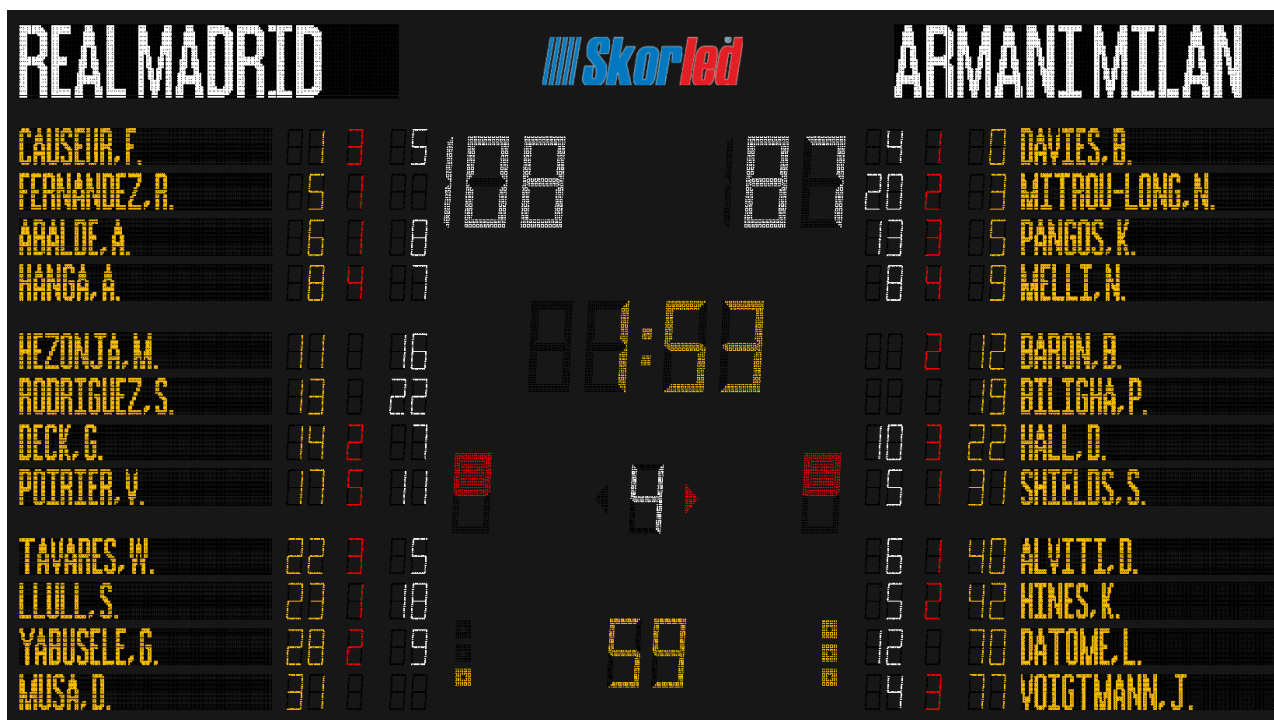 REAL MADRID Skorled ARMANI MILAN
CAUSEUR, F. 1 3 5 108 87 4 1 0 DAVIES, B.
FERNANDEZ, R. 5 1 20 2 3 MITROU-LONG, N.
ABALDE, A. 6 1 8 13 3 5 PANGOS, K
HANGA, A. 8 4 7 8 4 9 MELLI, N.
1:53
HEZONJA, M. 11 16 2 12 BARON, B.
RODRIGUEZ, S. 13 22 19 BILIGHA, P.
DECK, G. 14 2 7 10 3 22 HALL, D.
POIRIER, V. 17 5 11 4 5 1 31 SHIELDS, S.
TAVARES, W. 22 3 5 6 1 40 ALVITI, D.
LLULL, S. 23 1 18 5 2 42 HINES, K.
YABUSELE, G. 28 2 9 59 12 70 DATOME, L.
MUSA, D. 31 4 3 77 VOIGTMANN, J.